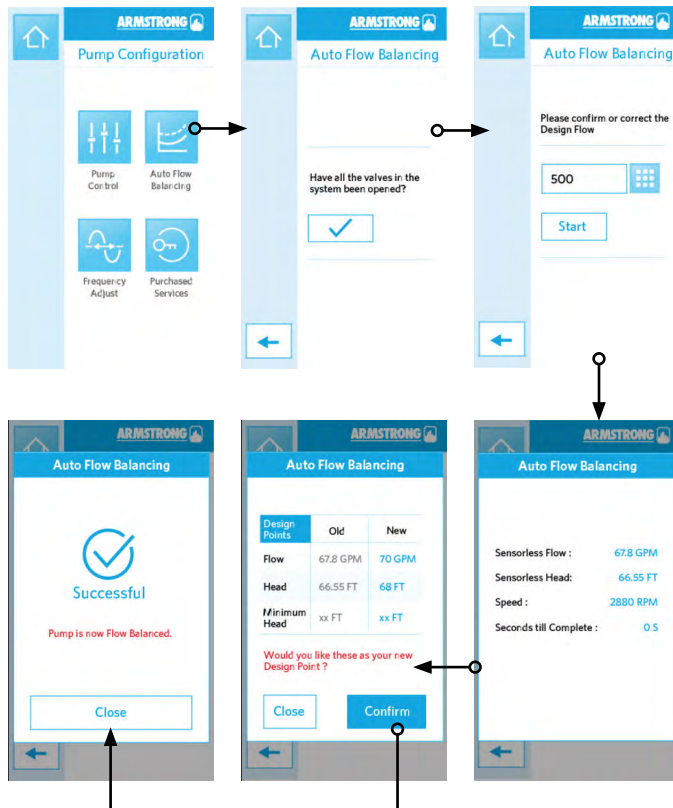 ARMSTRONG
Pump Configuration
Pump
Control
Auto Flow
Balancing
Frequency
Adjust
Purchased
Services
ARMSTRONG
Auto Flow Balancing
Have all the valves in the
system been opened?
ARMSTRONG
Auto Flow Balancing
Please confirm or correct the
Design Flow
500
Start
ARMSTRONG
Auto Flow Balancing
Successful
Pump is now Flow Balanced.
Close
ARMSTRONG
Auto Flow Balancing
Design
Points
Old
New
Flow
67.8 GPM
70 GPM
Head
66.55 FT
68 FT
Minimum
Head
xx FT
xx FT
Would you like these as your new
Design Point ?
Close
Confirm
ARMSTRONG
Auto Flow Balancing
Sensorless Flow : 67.8 GPM
Sensorless Head: 66.55 FT
Speed : 2880 RPM
Seconds till Complete : 0 S